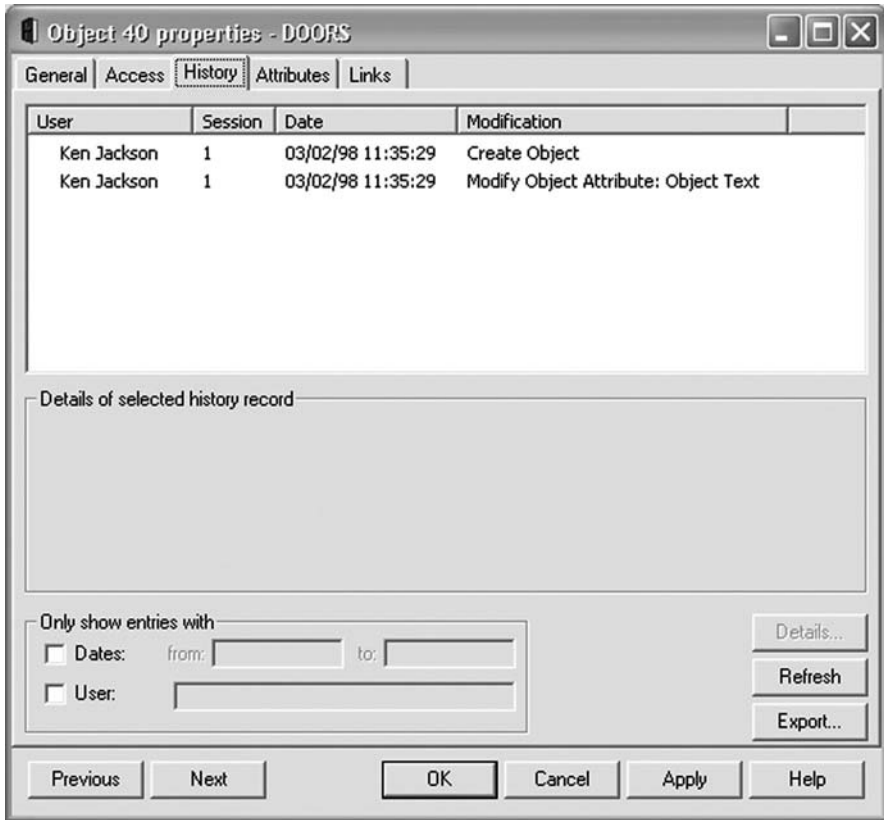 Object 40 properties - DOORS
General Access History Attributes Links
User Session Date Modification
Ken Jackson 1 03/02/98 11:35:29 Create Object
Ken Jackson 1 03/02/98 11:35:29 Modify Object Attribute: Object Text
Details of selected history record
Only show entries with
Dates: from: to:
User:
Details...
Refresh
Export...
Previous Next OK Cancel Apply Help